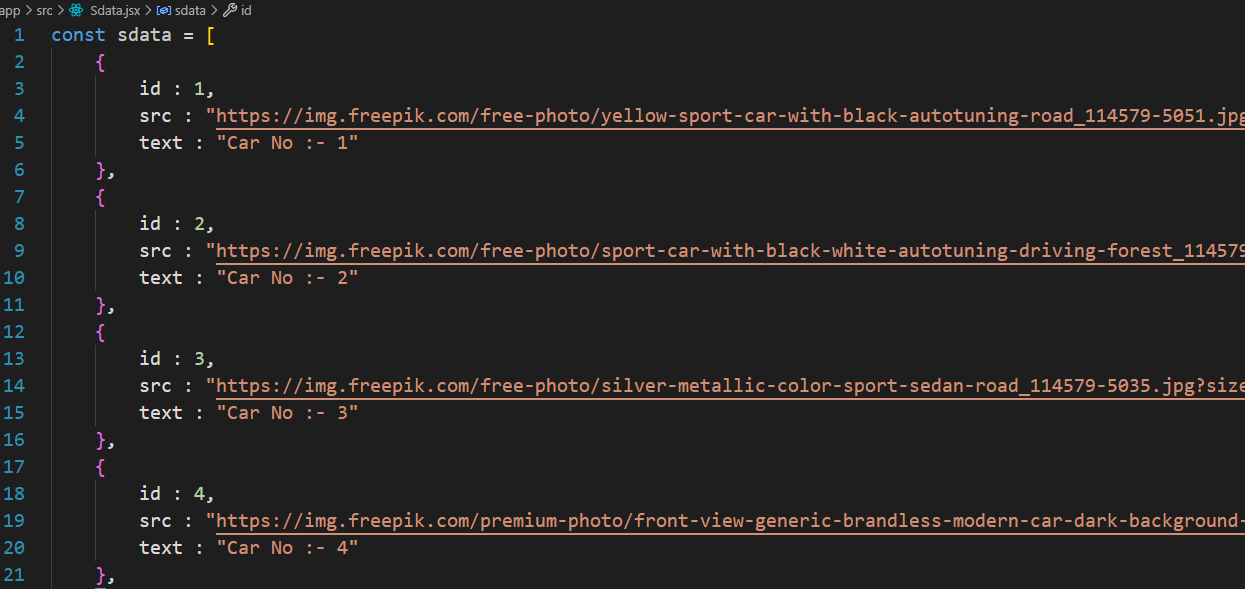 app > src > Sdata.jsx > sdata > id
1 const sdata = [
2 {
3 id : 1,
4 src : "https://img.freepik.com/free-photo/yellow-sport-car-with-black-autotuning-road_114579-5051.jpg
5 text : "Car No :- 1"
6 },
7 {
8 id : 2,
9 src : "https://img.freepik.com/free-photo/sport-car-with-black-white-autotuning-driving-forest_114579
10 text : "Car No :- 2"
11 },
12 {
13 id : 3,
14 src : "https://img.freepik.com/free-photo/silver-metallic-color-sport-sedan-road_114579-5035.jpg?size
15 text : "Car No :- 3"
16 },
17 {
18 id : 4,
19 src : "https://img.freepik.com/premium-photo/front-view-generic-brandless-modern-car-dark-background-
20 text : "Car No :- 4"
21 },